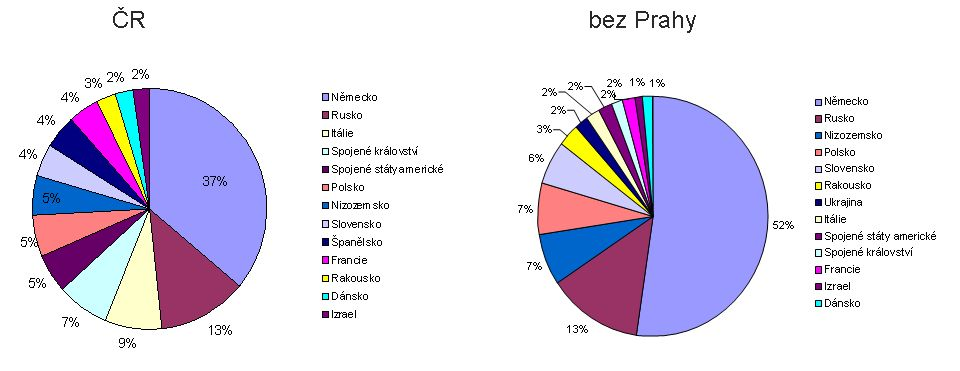 ČR
bez Prahy
37%
13%
9%
7%
5%
5%
5%
4%
4%
4%
3%
2%
2%
Německo
Rusko
Itálie
Spojené království
Spojené státy americké
Polsko
Nizozemsko
Slovensko
Španělsko
Francie
Rakousko
Dánsko
Izrael
52%
13%
7%
7%
6%
3%
2%
2%
2%
2%
2%
1%
1%
Německo
Rusko
Nizozemsko
Polsko
Slovensko
Rakousko
Ukrajina
Itálie
Spojené státy americké
Spojené království
Francie
Izrael
Dánsko